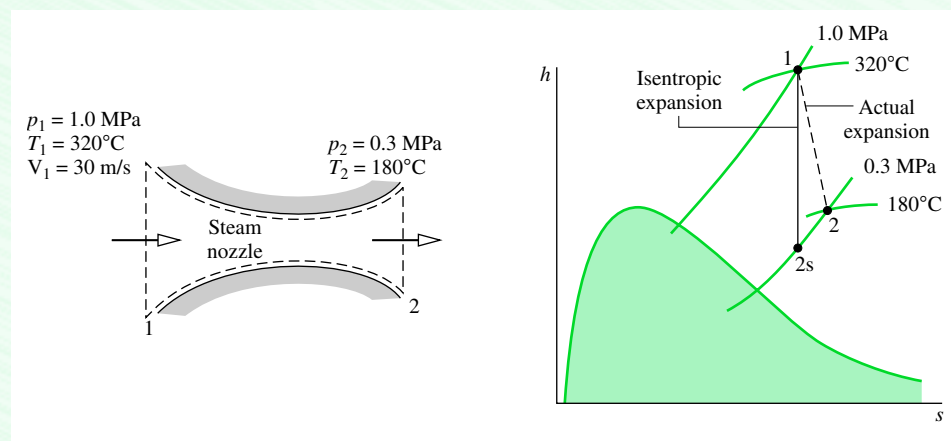 p₁ = 1.0 MPa
T₁ = 320°C
V₁ = 30 m/s
p₂ = 0.3 MPa
T₂ = 180°C
Steam
nozzle
1
2
h
1.0 MPa
1
320°C
Isentropic
expansion
Actual
expansion
0.3 MPa
180°C
2
2s
s